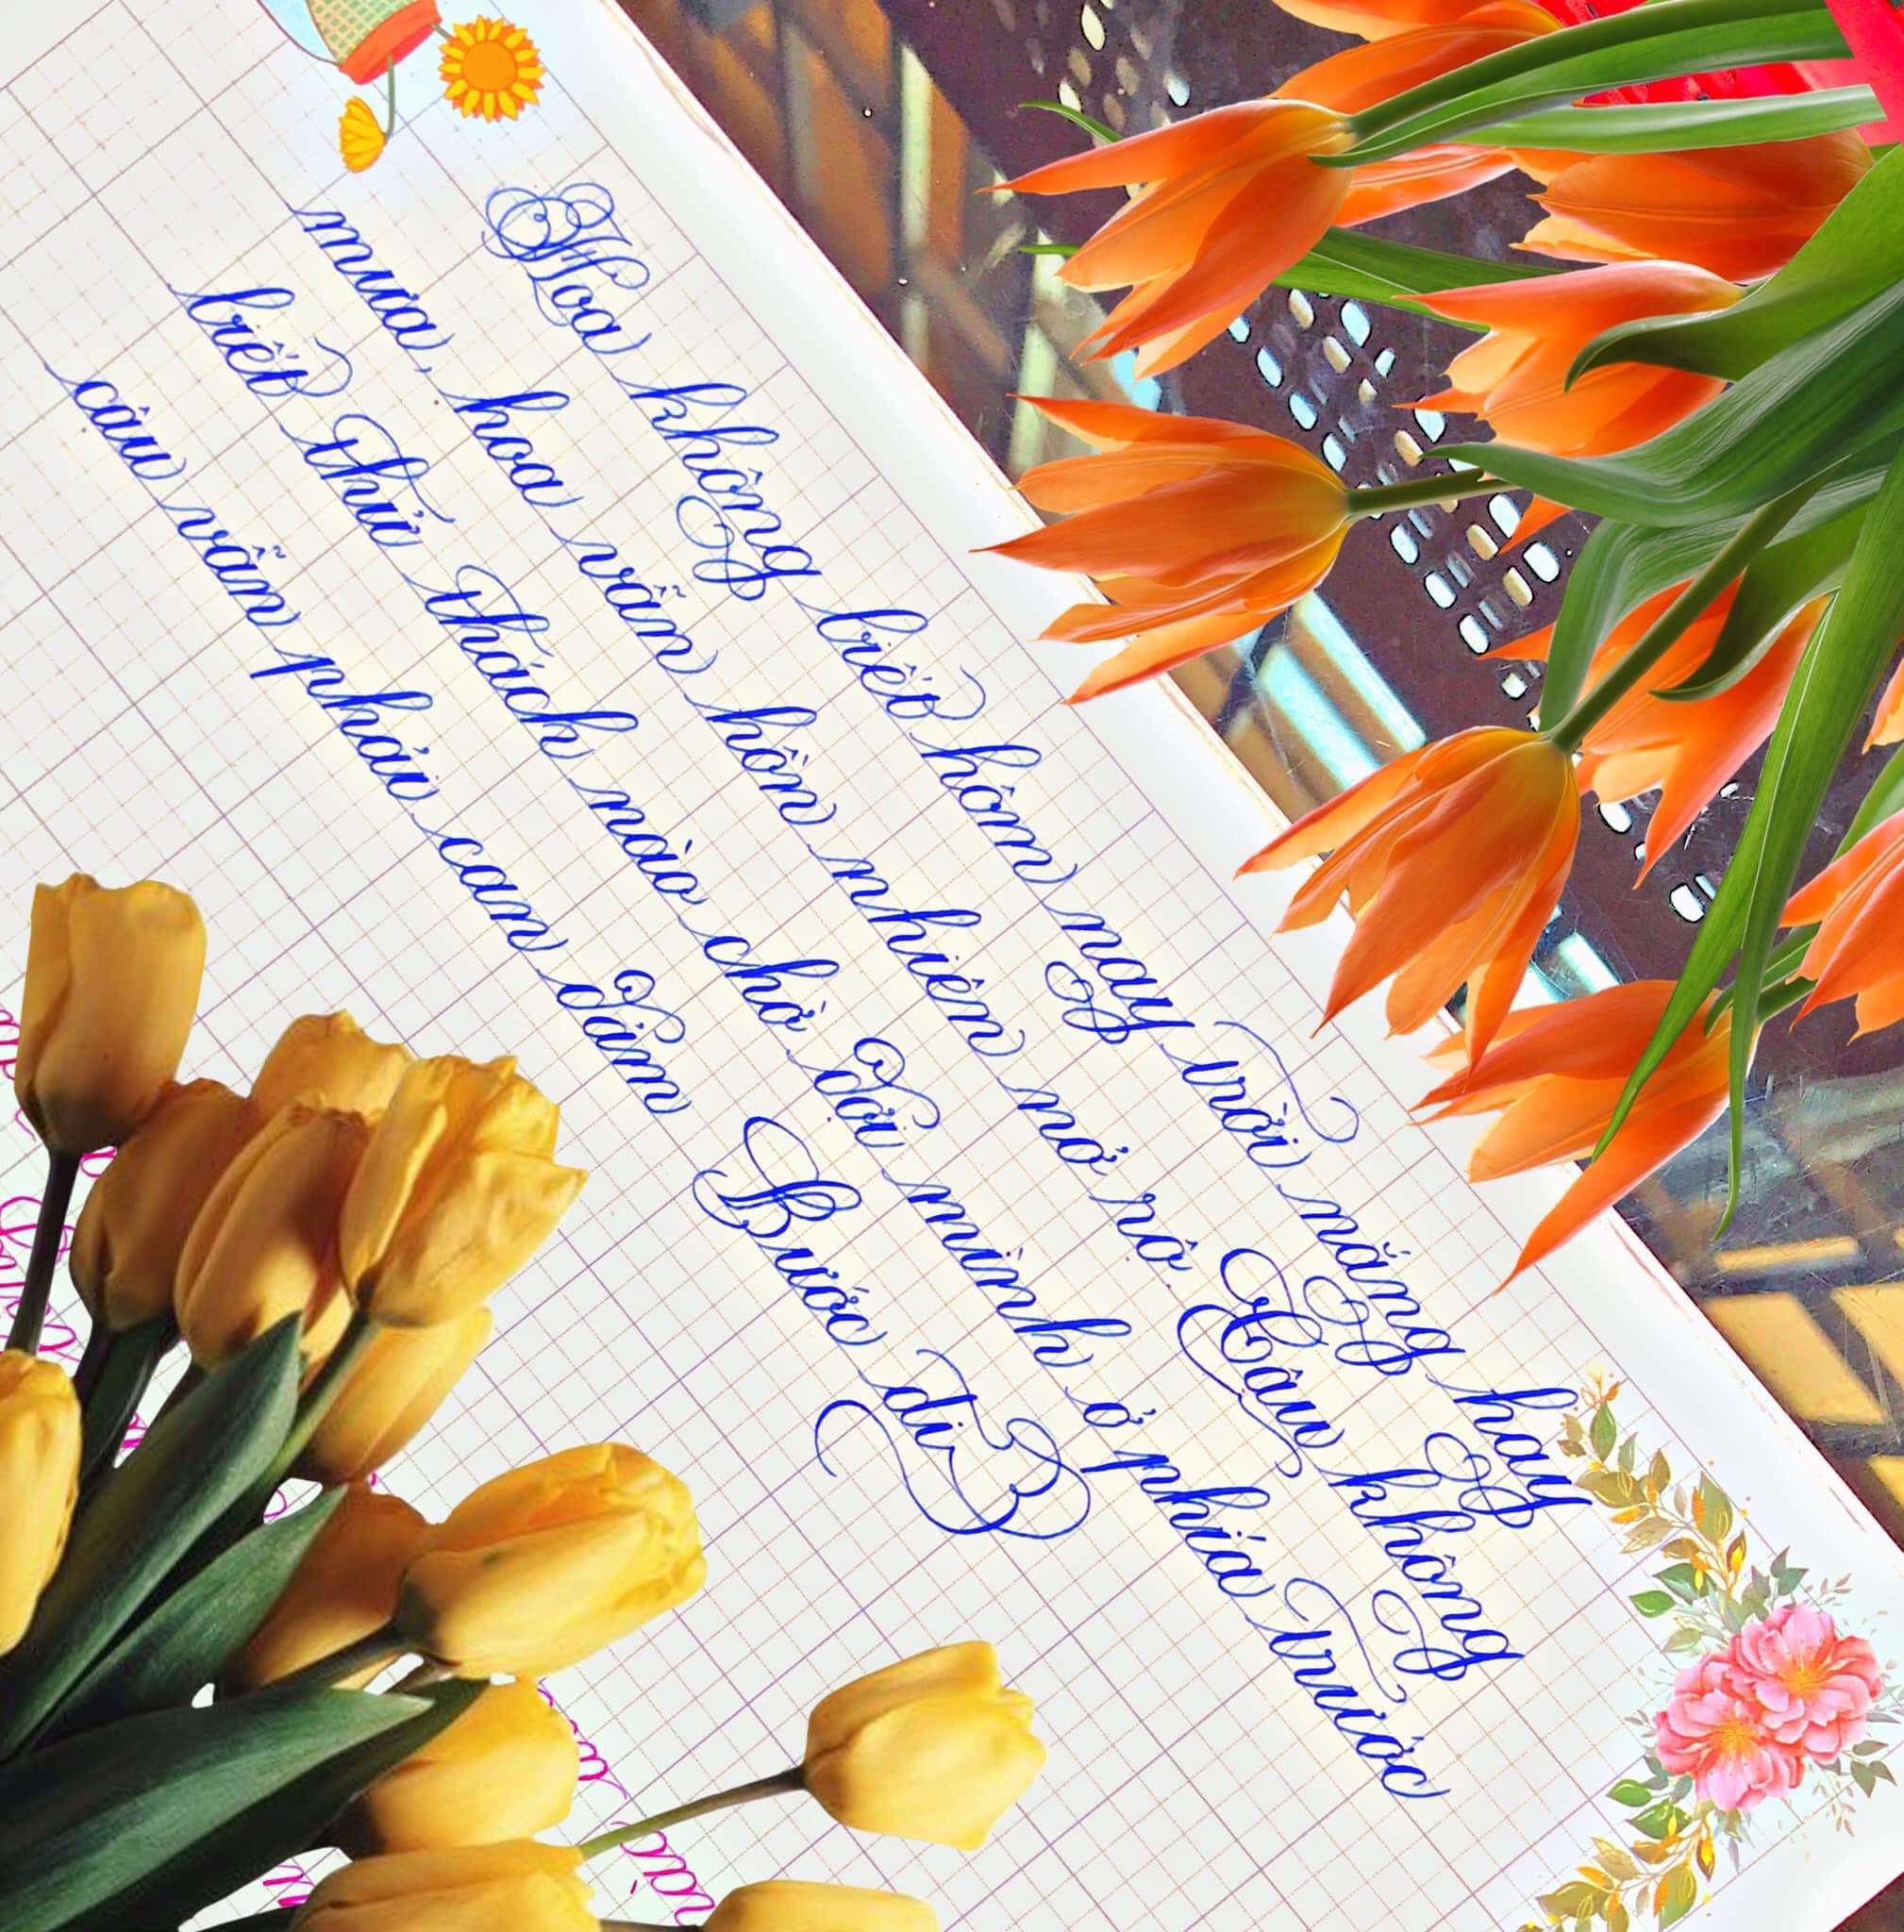 Hoa không biết hôm nay trời nắng hay
mưa, hoa vẫn hồn nhiên nở rộ. Cậu không
biết thử thách nào chờ đợi mình ở phía trước
cậu vẫn phải can đảm Bước đi